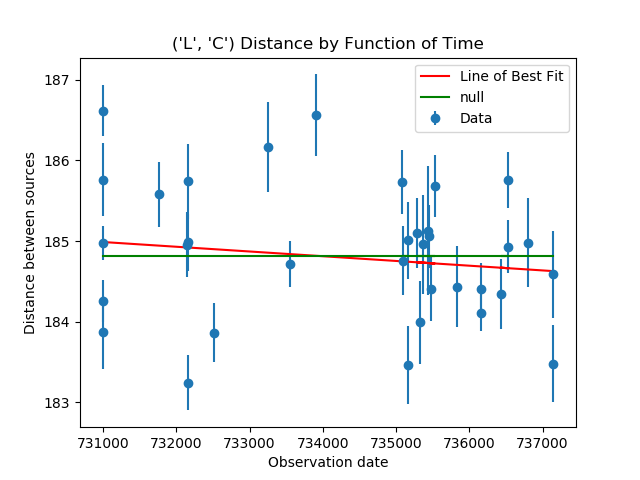 ('L', 'C') Distance by Function of Time
187
186
185
184
183
Distance between sources
Line of Best Fit
null
Data
731000 732000 733000 734000 735000 736000 737000
Observation date